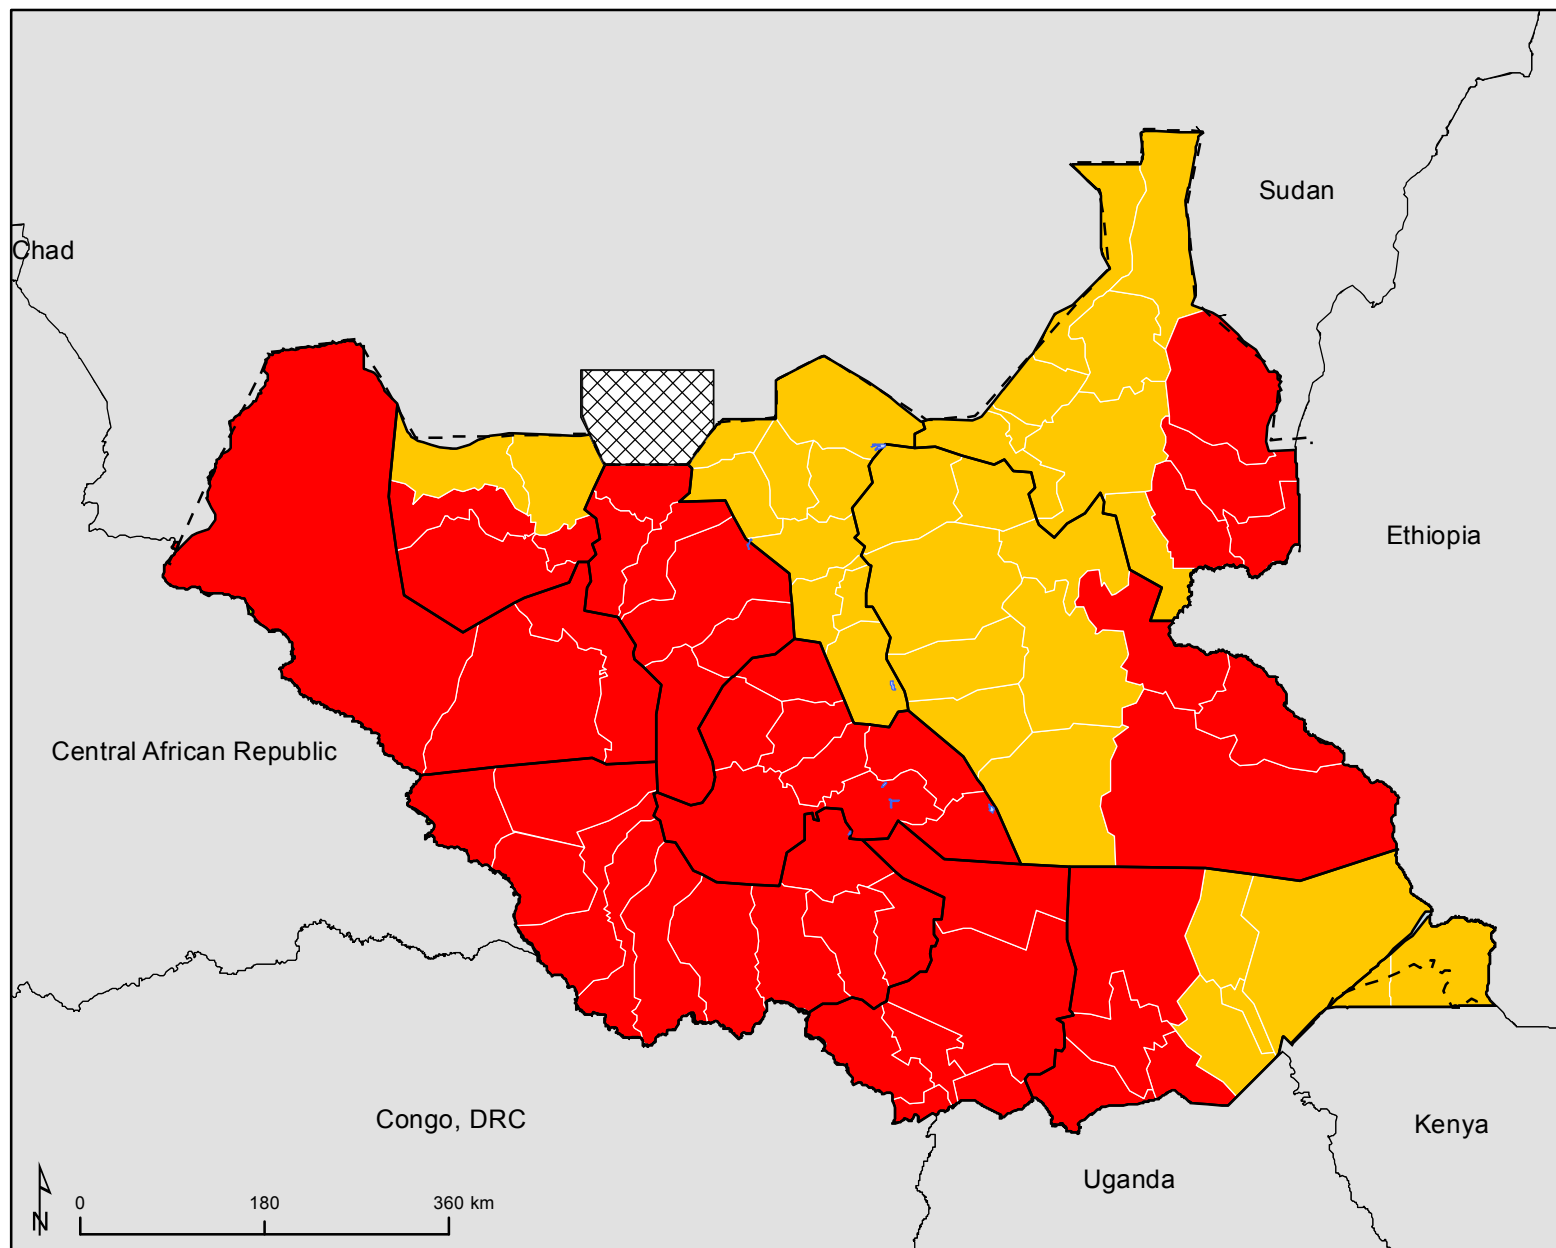 Sudan
Chad
Ethiopia
Central African Republic
Congo, DRC
Kenya
Uganda
N
0 180 360 km